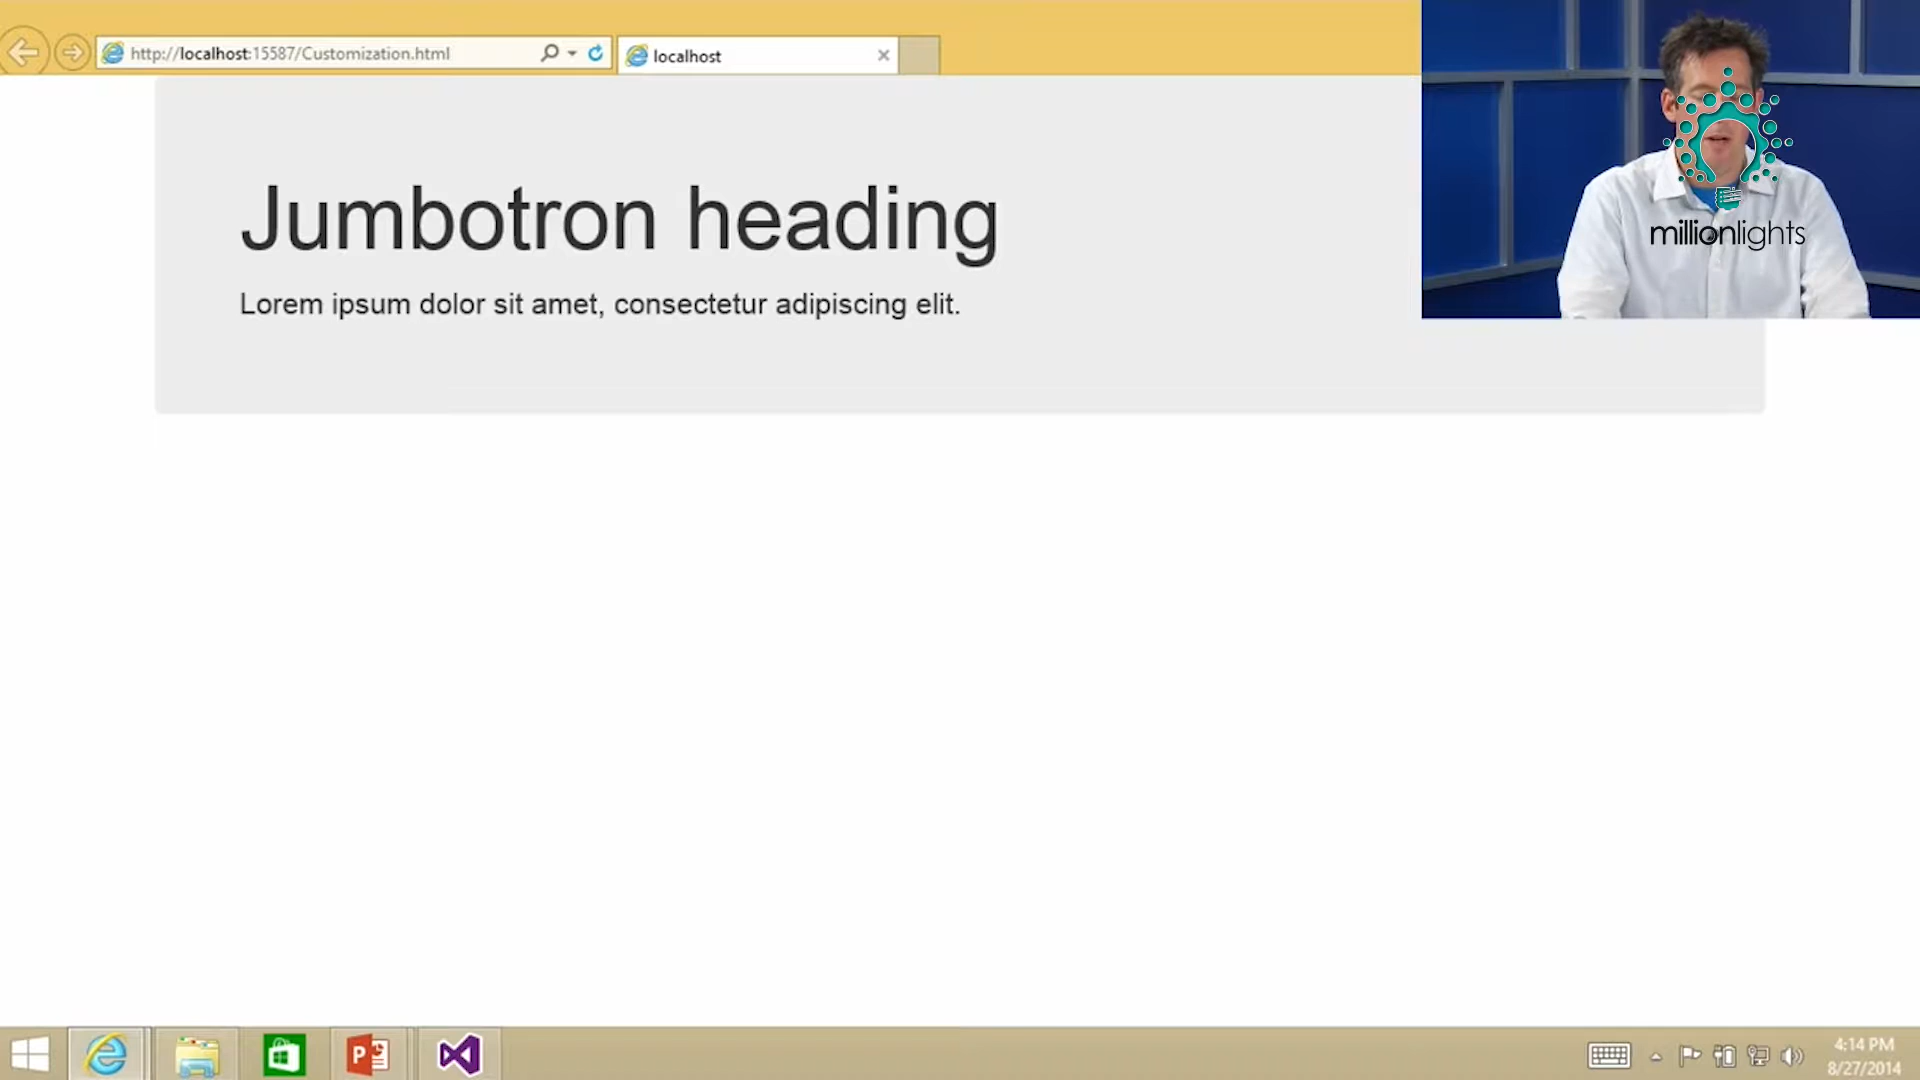 http://localhost:15587/Customization.html
localhost
millionlights
Jumbotron heading
Lorem ipsum dolor sit amet, consectetur adipiscing elit.
4:14 PM
8/27/2014